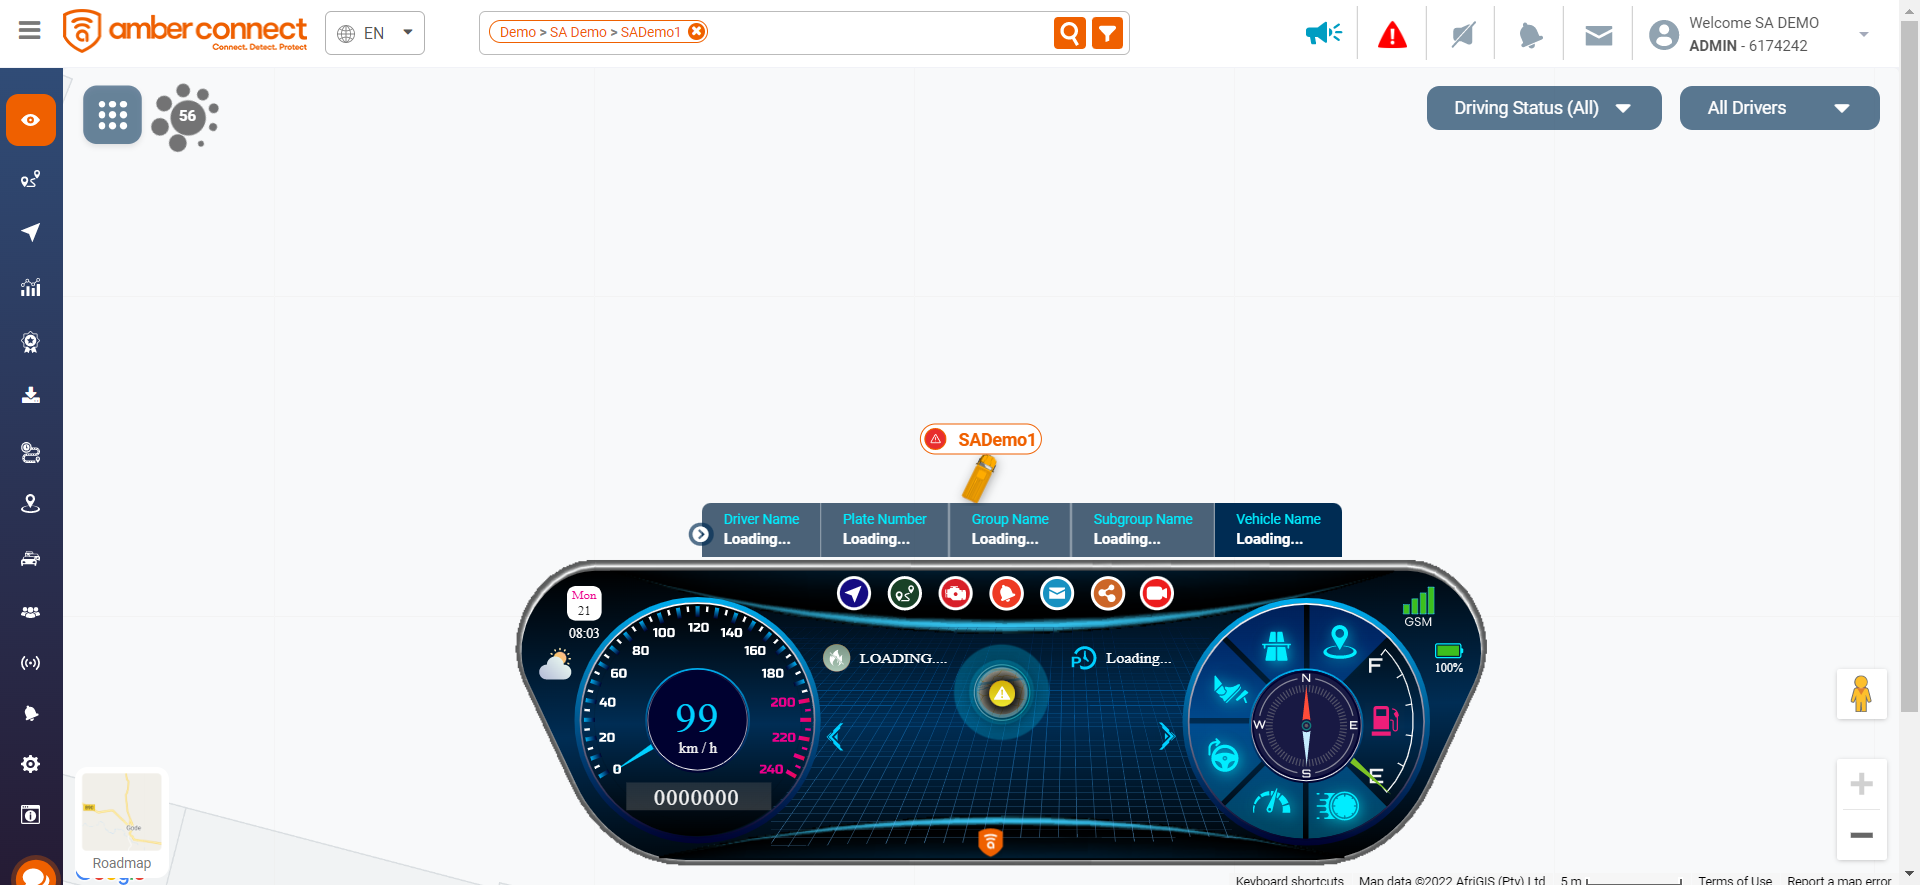 amber connect
Connect. Detect. Protect
EN
Demo > SA Demo > SADemo1
Welcome SA DEMO
ADMIN - 6174242
56
Driving Status (All)
All Drivers
SADemo1
Driver Name
Loading...
Plate Number
Loading...
Group Name
Loading...
Subgroup Name
Loading...
Vehicle Name
Loading...
Mon
21
08:03
0
20
40
60
80
100
120
140
160
180
200
220
240
99
km / h
0000000
LOADING....
Loading...
N
W
E
S
F
E
GSM
100%
Gode
Roadmap
Google
Keyboard shortcuts
Map data ©2022 AfriGIS (Pty) Ltd
5 m
Terms of Use
Report a map error